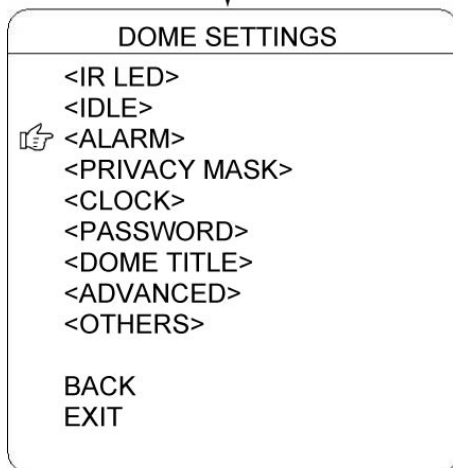 DOME SETTINGS
<IR LED>
<IDLE>
<ALARM>
<PRIVACY MASK>
<CLOCK>
<PASSWORD>
<DOME TITLE>
<ADVANCED>
<OTHERS>
BACK
EXIT